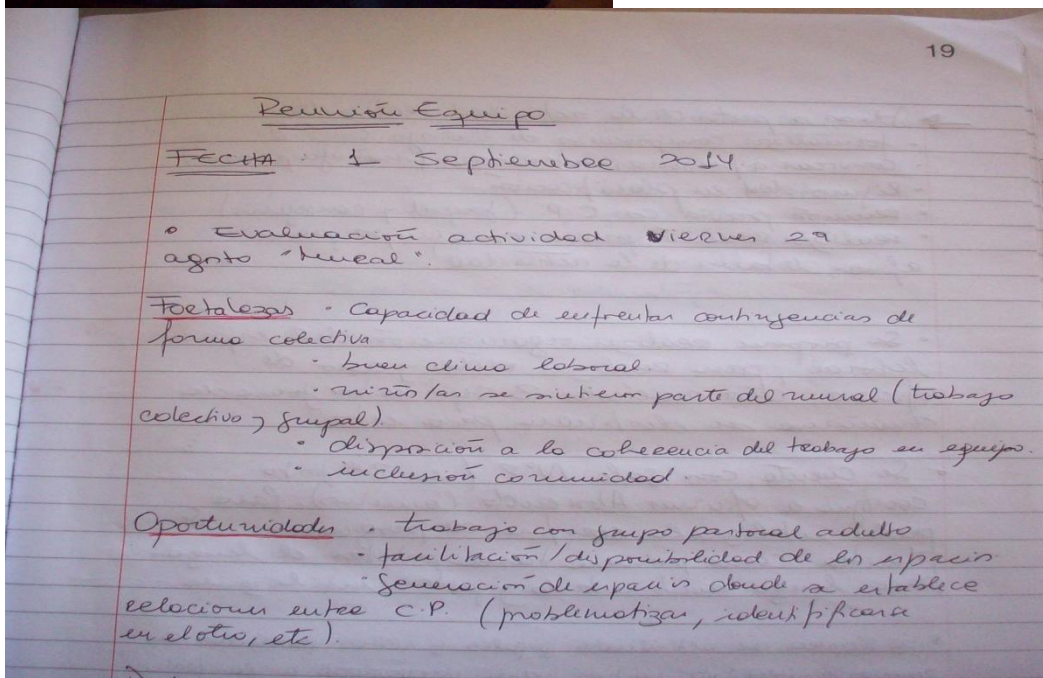 19
Reunión Equipo
FECHA : 1 Septiembre 2014.
• Evaluación actividad Viernes 29
agosto "Mural".
Fortalezas · Capacidad de enfrentar contingencias de
forma colectiva
· buen clima laboral.
· niños/as se sintieron parte del mural (trabajo
colectivo y grupal).
· disposición a la coherencia del trabajo en equipo.
· inclusión comunidad.
Oportunidades · trabajo con grupo pastoral adulto
· facilitación/disponibilidad de los espacios
· generación de espacios donde se establece
relaciones entre C.P. (problematizar, identificarse
en el otro, etc).